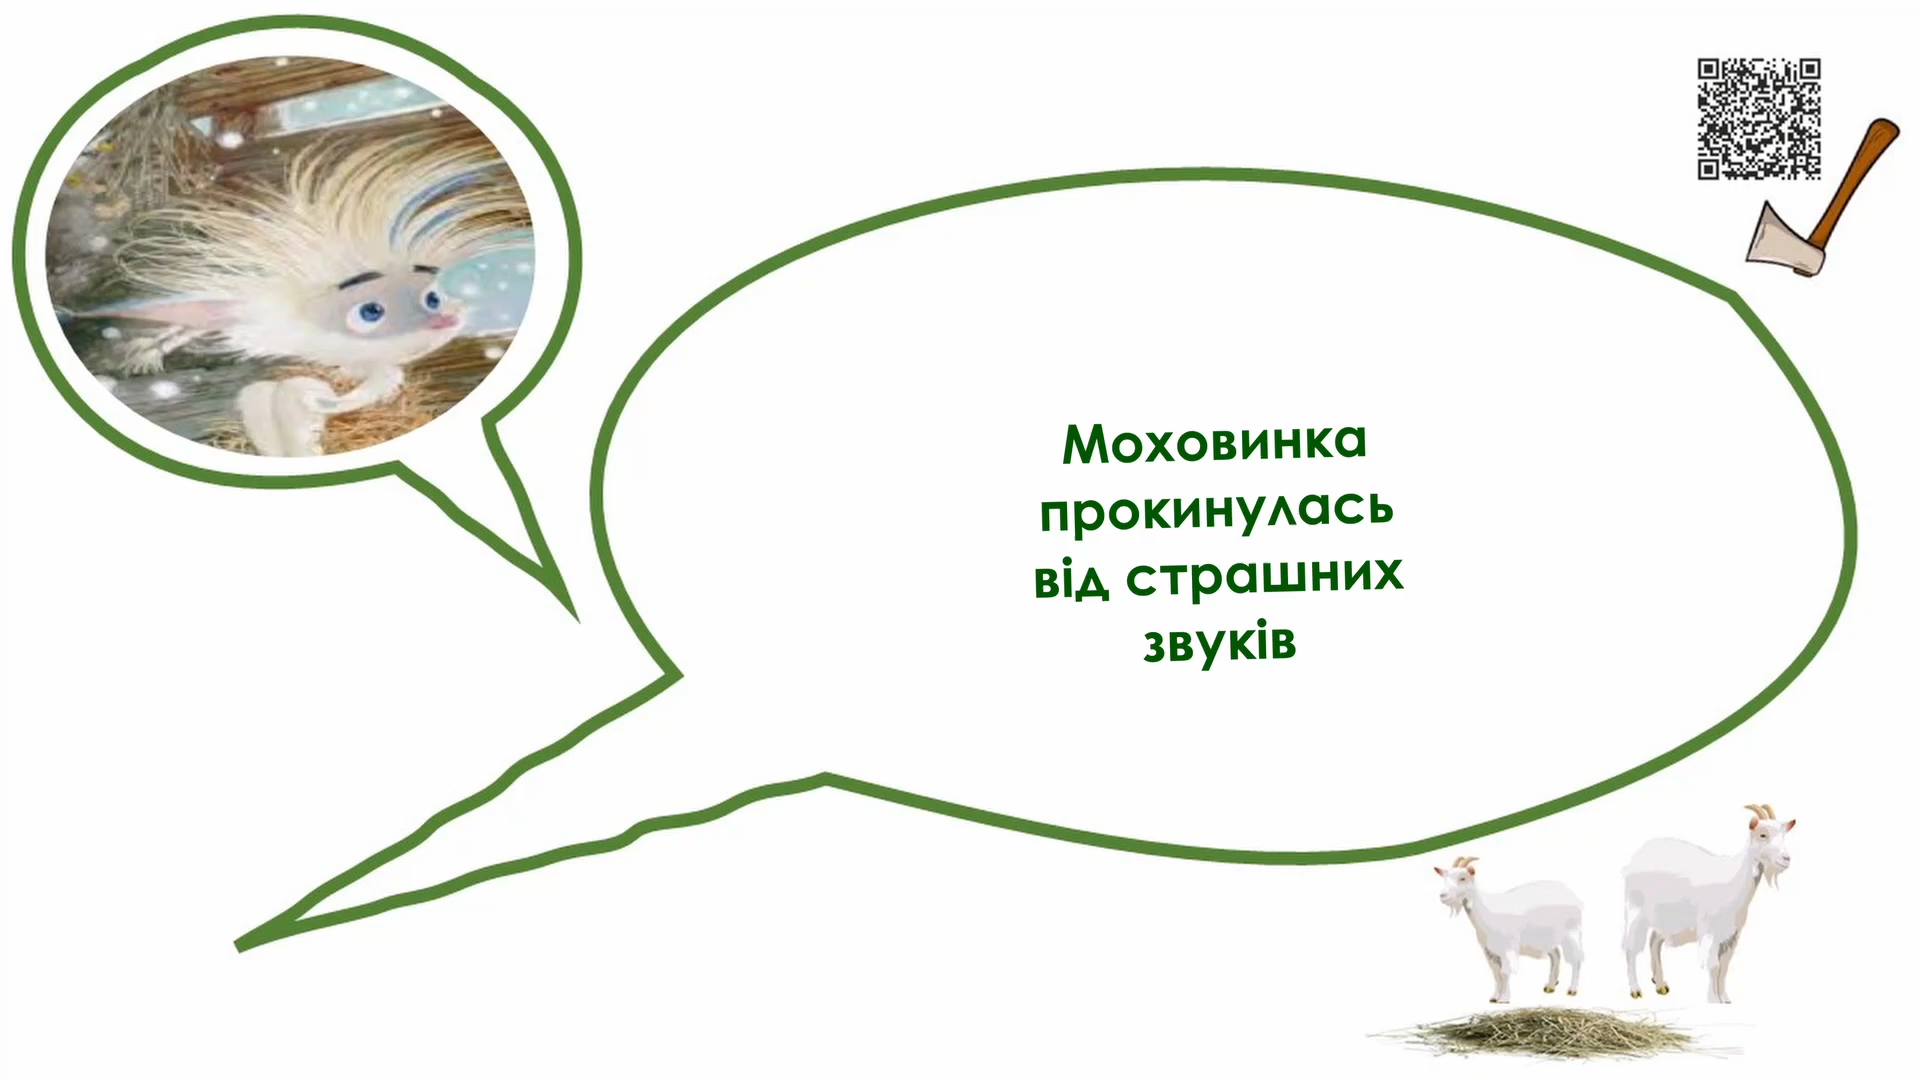 Моховинка
прокинулась
від страшних
звуків